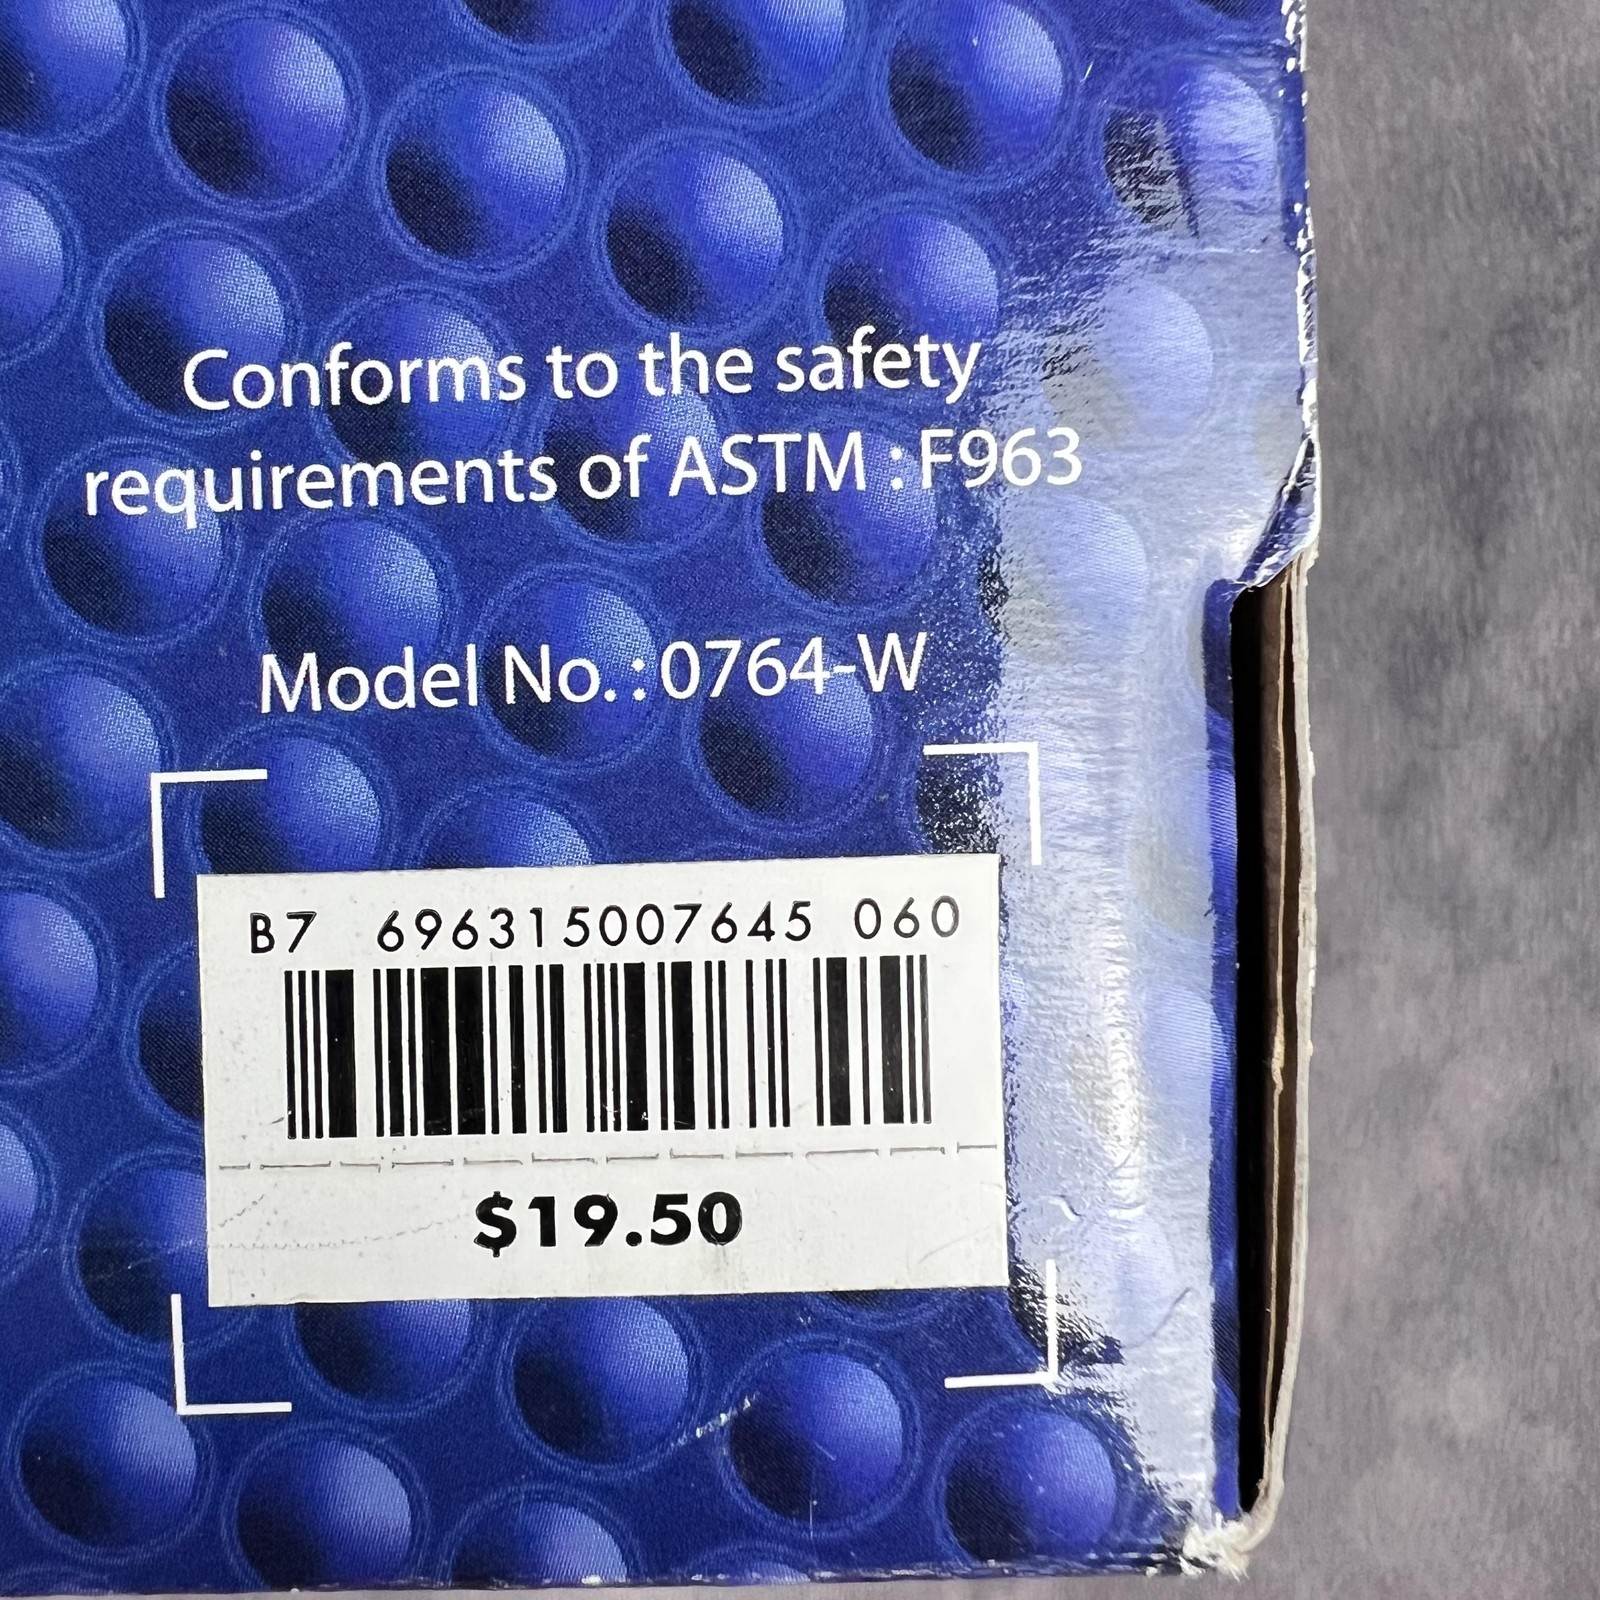 Conforms to the safety
requirements of ASTM : F963
Model No. : 0764-W
B7 696315007645 060
$19.50